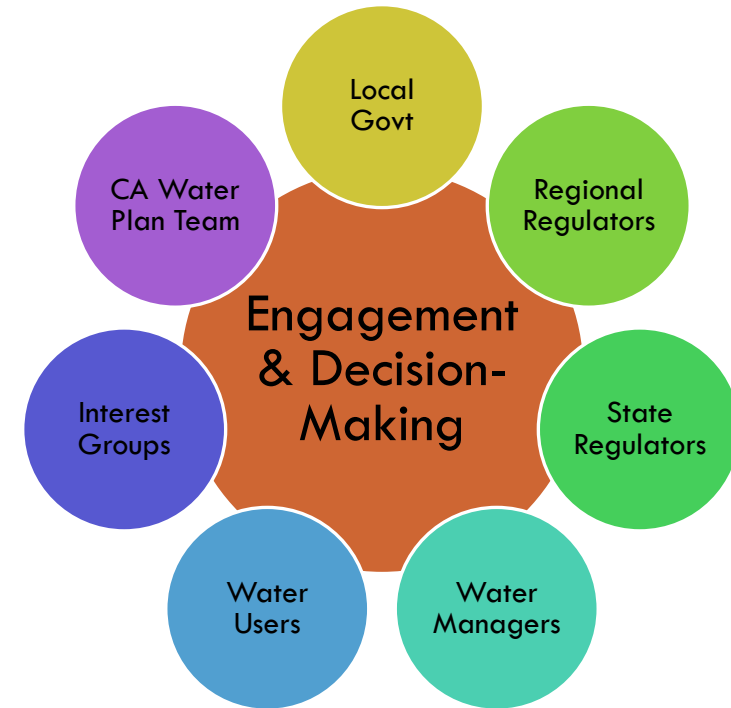 Local
Govt
Regional
Regulators
State
Regulators
Water
Managers
Water
Users
Interest
Groups
CA Water
Plan Team
Engagement
& Decision-
Making